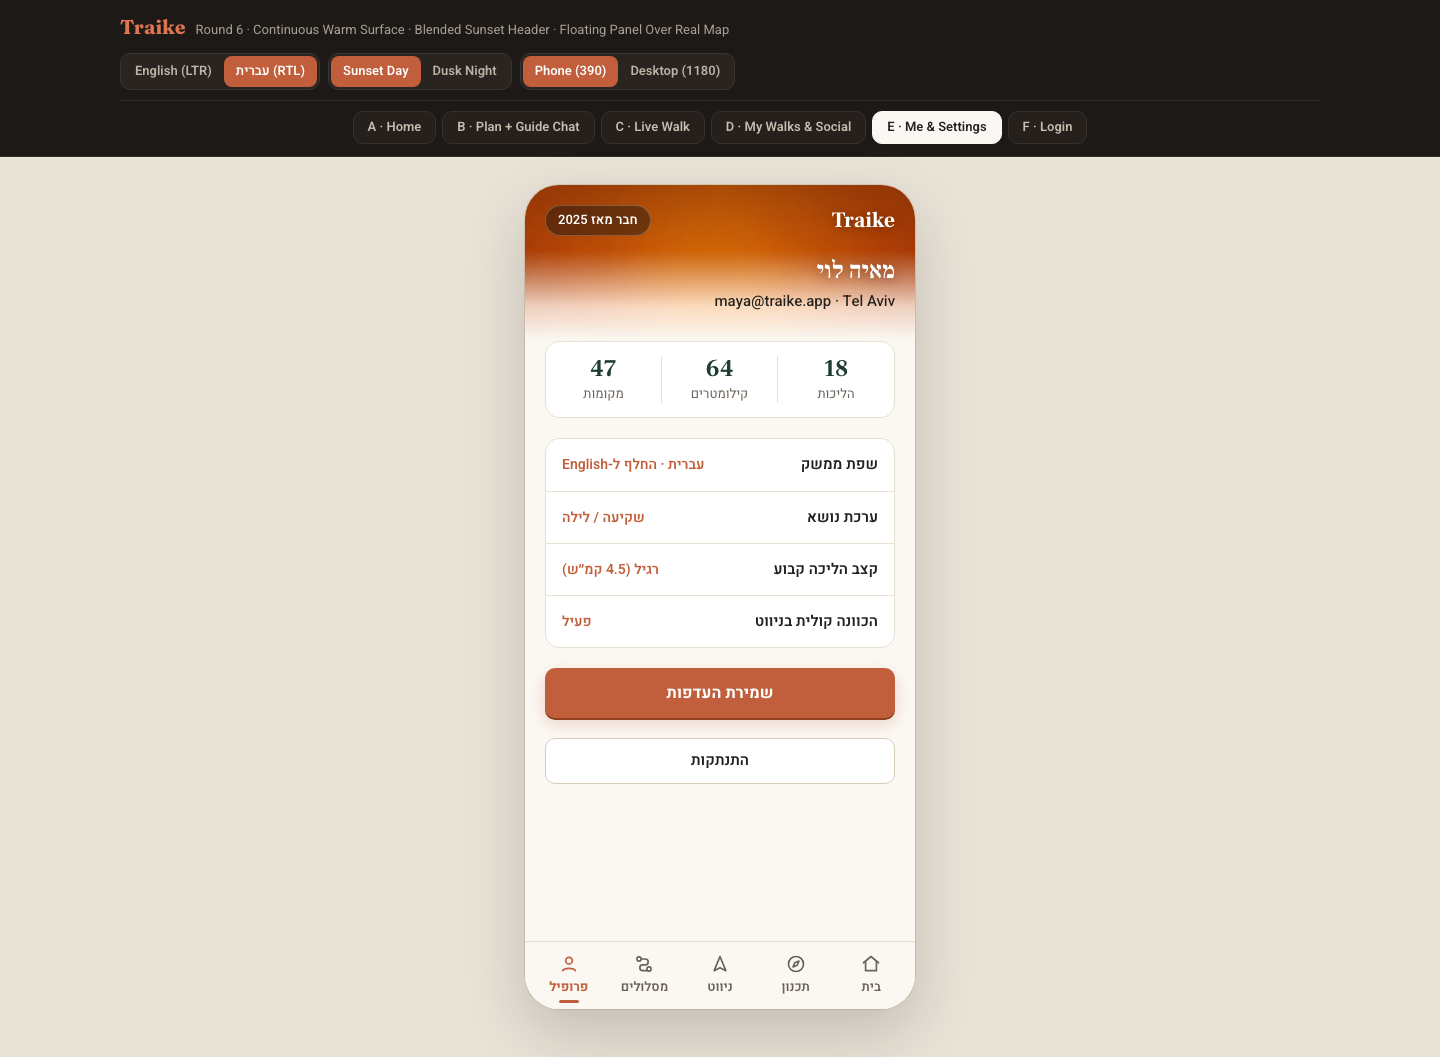 Traike Round 6 · Continuous Warm Surface · Blended Sunset Header · Floating Panel Over Real Map
English (LTR) עברית (RTL) Sunset Day Dusk Night Phone (390) Desktop (1180)
A · Home B · Plan + Guide Chat C · Live Walk D · My Walks & Social E · Me & Settings F · Login
Traike חבר מאז 2025
מאיה לוי
maya@traike.app · Tel Aviv
18 64 47
הליכות קילומטרים מקומות
שפת ממשק עברית · החלף ל-English
ערכת נושא שקיעה / לילה
קצב הליכה קבוע רגיל (4.5 קמ״ש)
הכוונה קולית בניווט פעיל
שמירת העדפות
התנתקות
בית תכנון ניווט מסלולים פרופיל